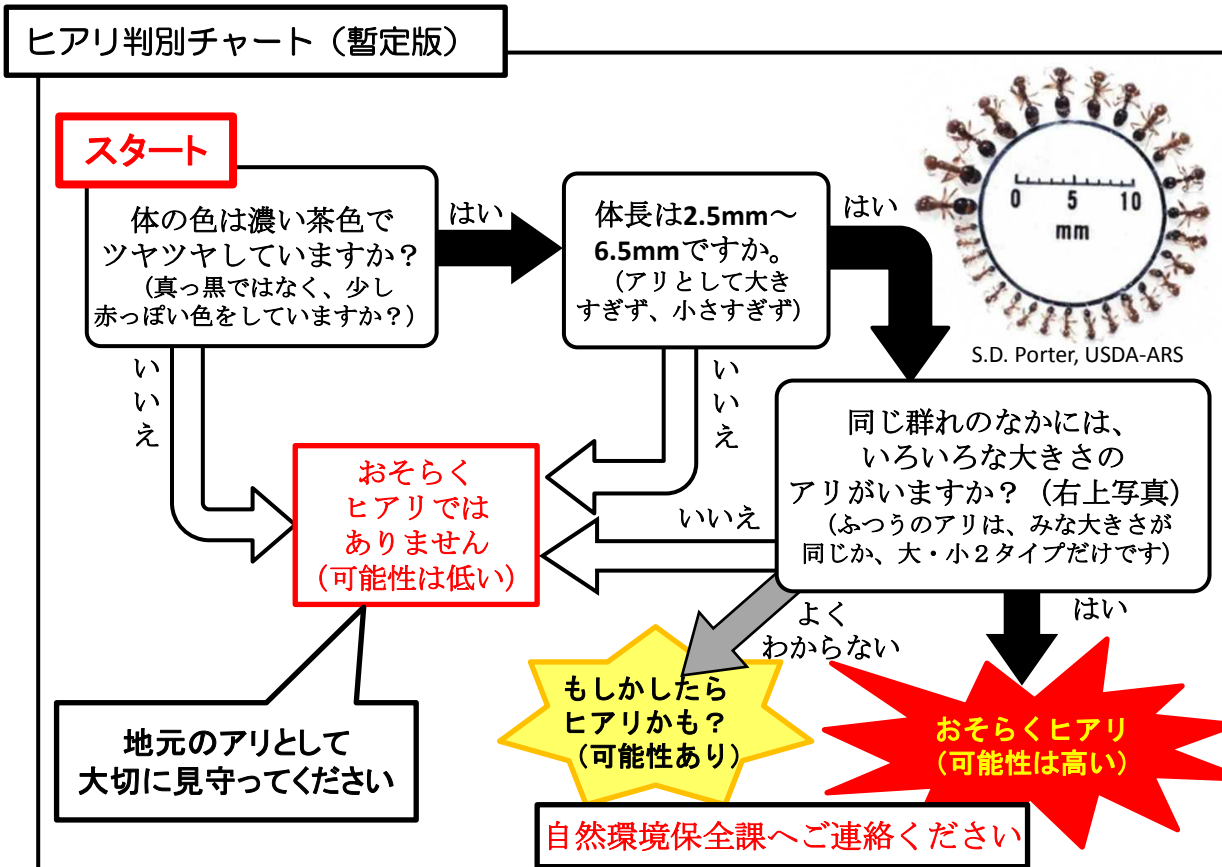 ヒアリ判別チャート（暫定版）
スタート
体の色は濃い茶色で
ツヤツヤしていますか？
（真っ黒ではなく、少し
赤っぽい色をしていますか？）
はい
いいえ
体長は2.5mm～
6.5mmですか。
（アリとして大き
すぎず、小さすぎず）
はい
いいえ
0 5 10
mm
S.D. Porter, USDA-ARS
同じ群れのなかには、
いろいろな大きさの
アリがいますか？（右上写真）
（ふつうのアリは、みな大きさが
同じか、大・小２タイプだけです）
いいえ
よく
わからない
はい
おそらく
ヒアリでは
ありません
（可能性は低い）
地元のアリとして
大切に見守ってください
もしかしたら
ヒアリかも？
（可能性あり）
おそらくヒアリ
（可能性は高い）
自然環境保全課へご連絡ください